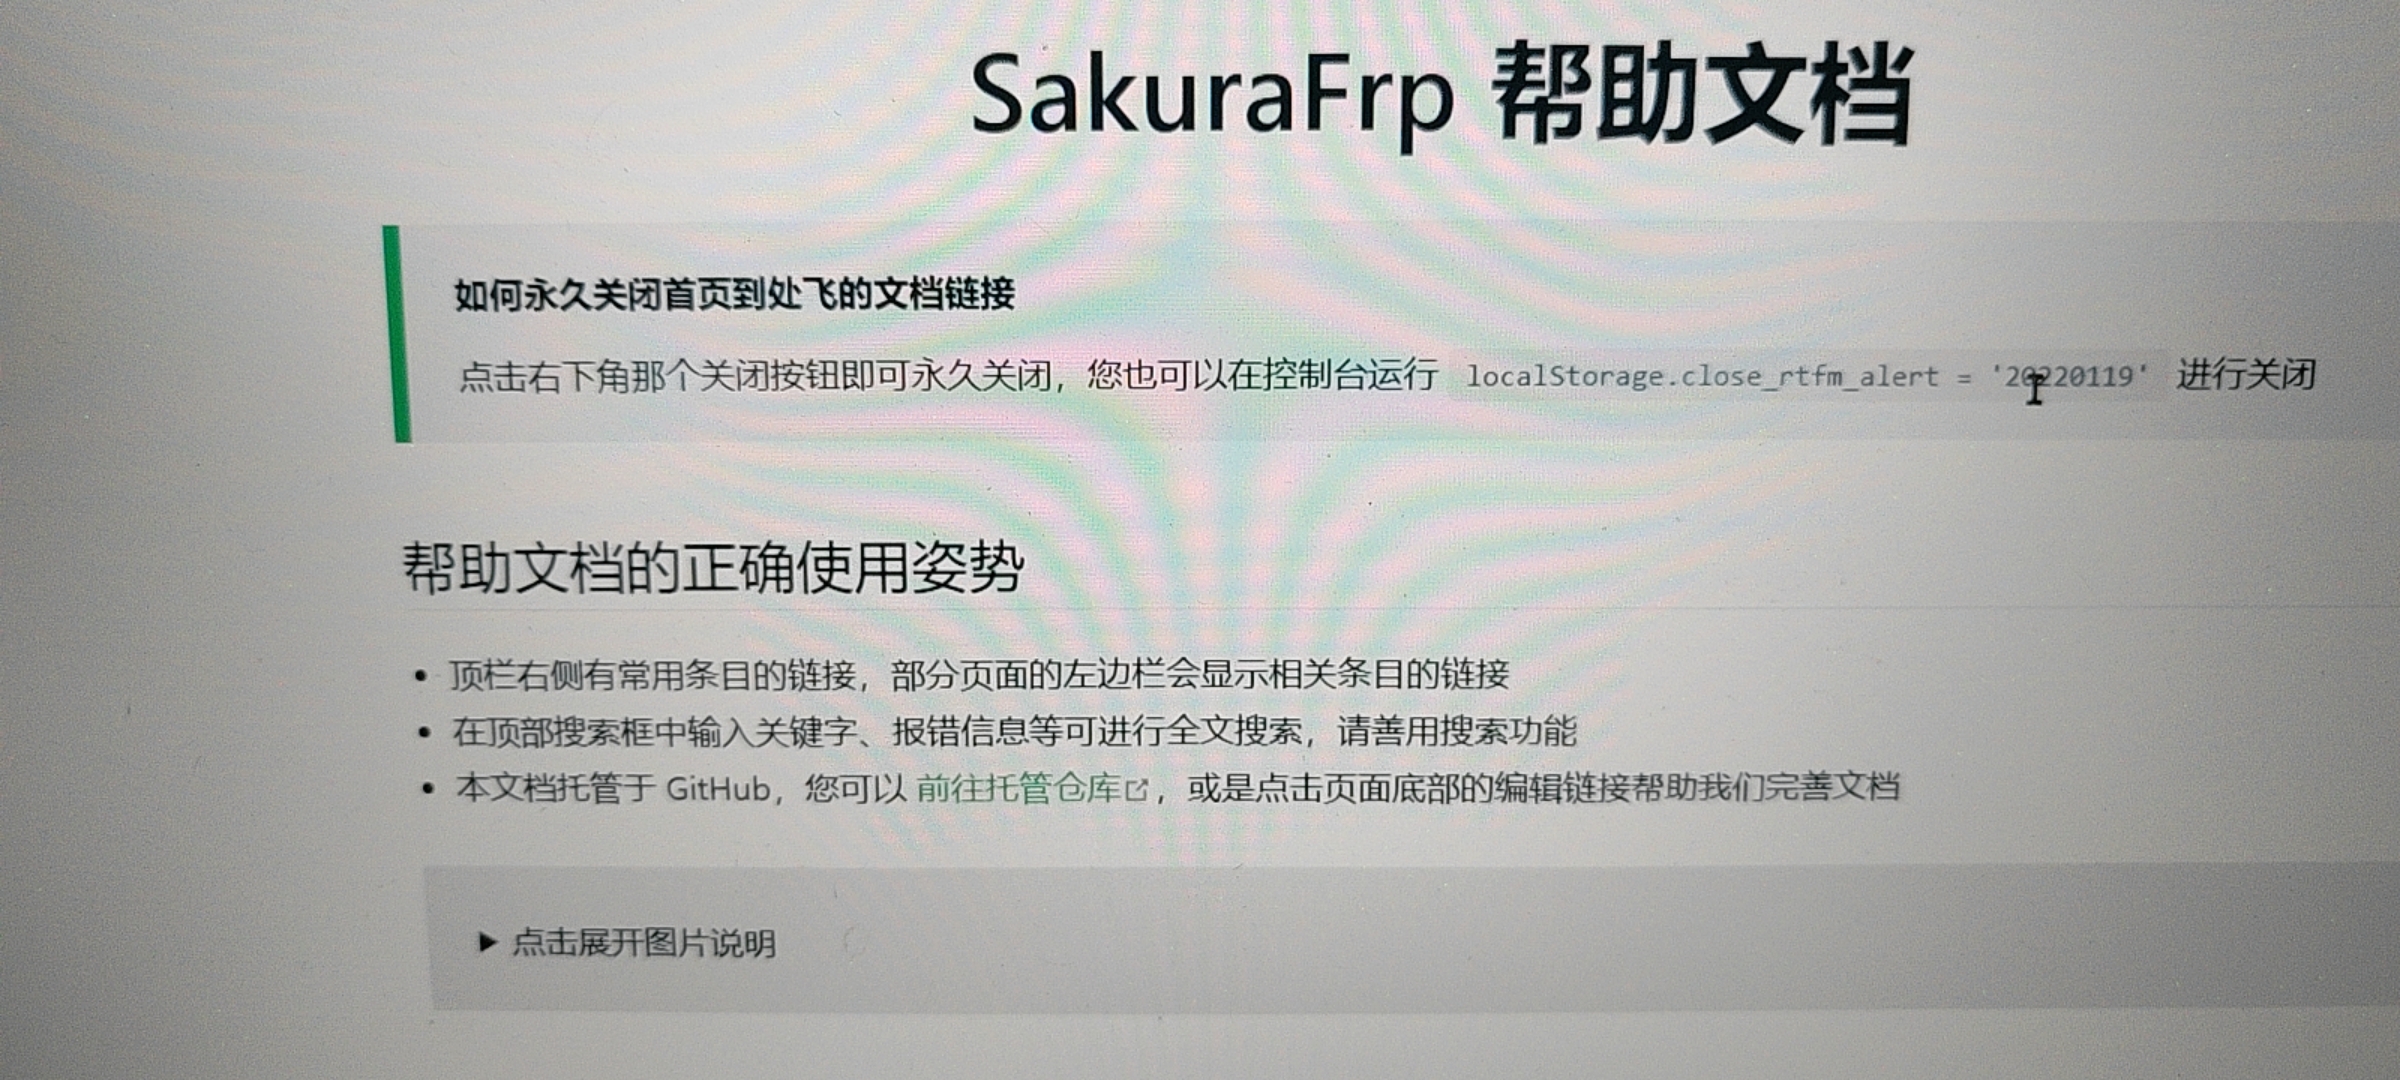 SakuraFrp 帮助文档
如何永久关闭首页到处飞的文档链接
点击右下角那个关闭按钮即可永久关闭，您也可以在控制台运行 localStorage.close_rtfm_alert = '20220119' 进行关闭
帮助文档的正确使用姿势
• 顶栏右侧有常用条目的链接，部分页面的左边栏会显示相关条目的链接
• 在顶部搜索框中输入关键字、报错信息等可进行全文搜索，请善用搜索功能
• 本文档托管于 GitHub，您可以 前往托管仓库，或是点击页面底部的编辑链接帮助我们完善文档
▶ 点击展开图片说明